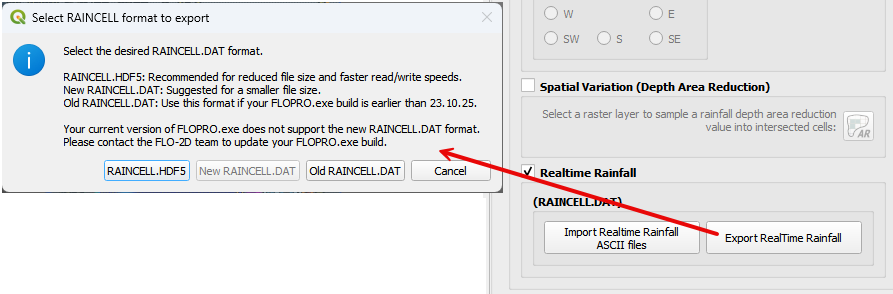 Select RAINCELL format to export
Select the desired RAINCELL.DAT format.
RAINCELL.HDF5: Recommended for reduced file size and faster read/write speeds.
New RAINCELL.DAT: Suggested for a smaller file size.
Old RAINCELL.DAT: Use this format if your FLOPRO.exe build is earlier than 23.10.25.
Your current version of FLOPRO.exe does not support the new RAINCELL.DAT format.
Please contact the FLO-2D team to update your FLOPRO.exe build.
RAINCELL.HDF5 New RAINCELL.DAT Old RAINCELL.DAT Cancel
W E
SW S SE
Spatial Variation (Depth Area Reduction)
Select a raster layer to sample a rainfall depth area reduction
value into intersected cells:
AR
Realtime Rainfall
(RAINCELL.DAT)
Import Realtime Rainfall
ASCII files
Export RealTime Rainfall